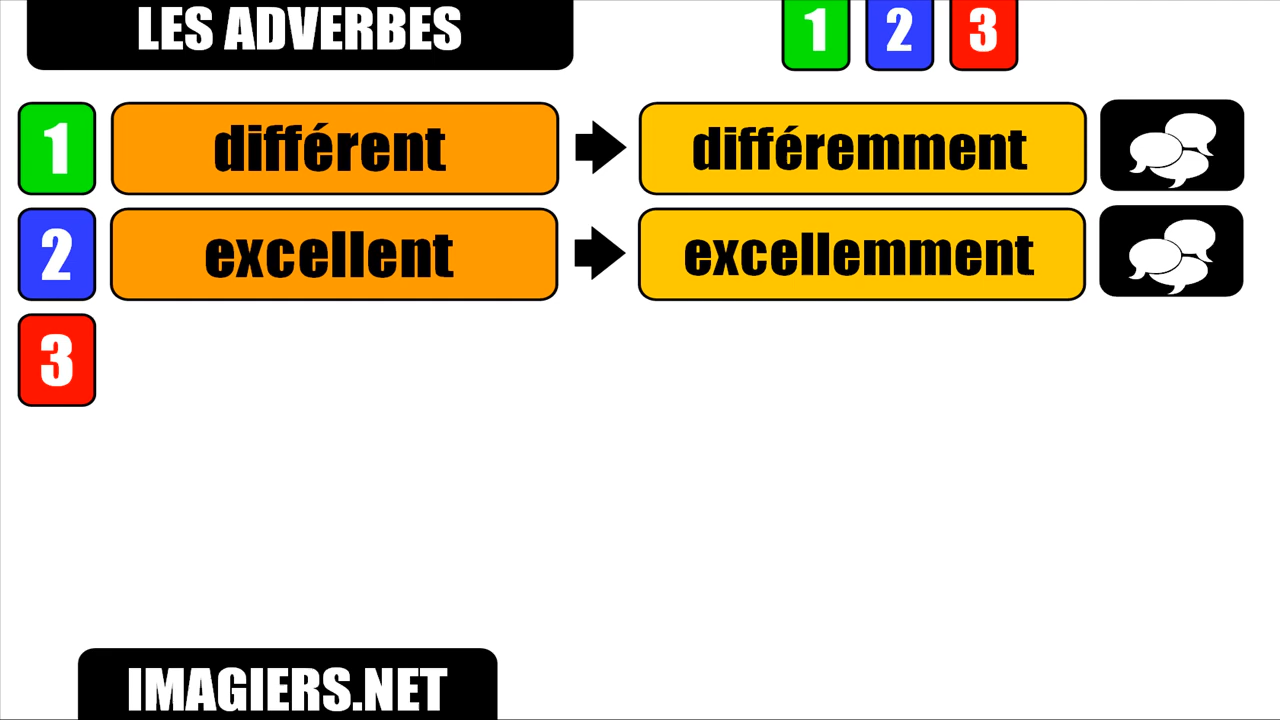 LES ADVERBES
1 2 3
1 différent différemment
2 excellent excellemment
3
IMAGIERS.NET